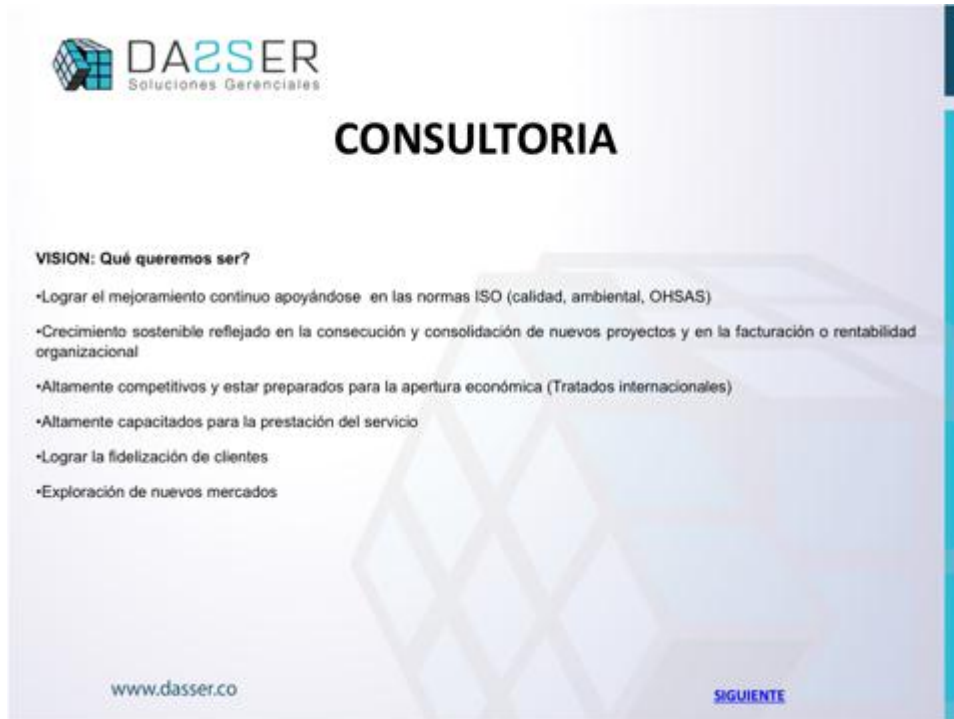 DASSER
Soluciones Gerenciales
CONSULTORIA
VISION: Qué queremos ser?
•Lograr el mejoramiento continuo apoyándose en las normas ISO (calidad, ambiental, OHSAS)
•Crecimiento sostenible reflejado en la consecución y consolidación de nuevos proyectos y en la facturación o rentabilidad
organizacional
•Altamente competitivos y estar preparados para la apertura económica (Tratados internacionales)
•Altamente capacitados para la prestación del servicio
•Lograr la fidelización de clientes
•Exploración de nuevos mercados
www.dasser.co
SIGUIENTE